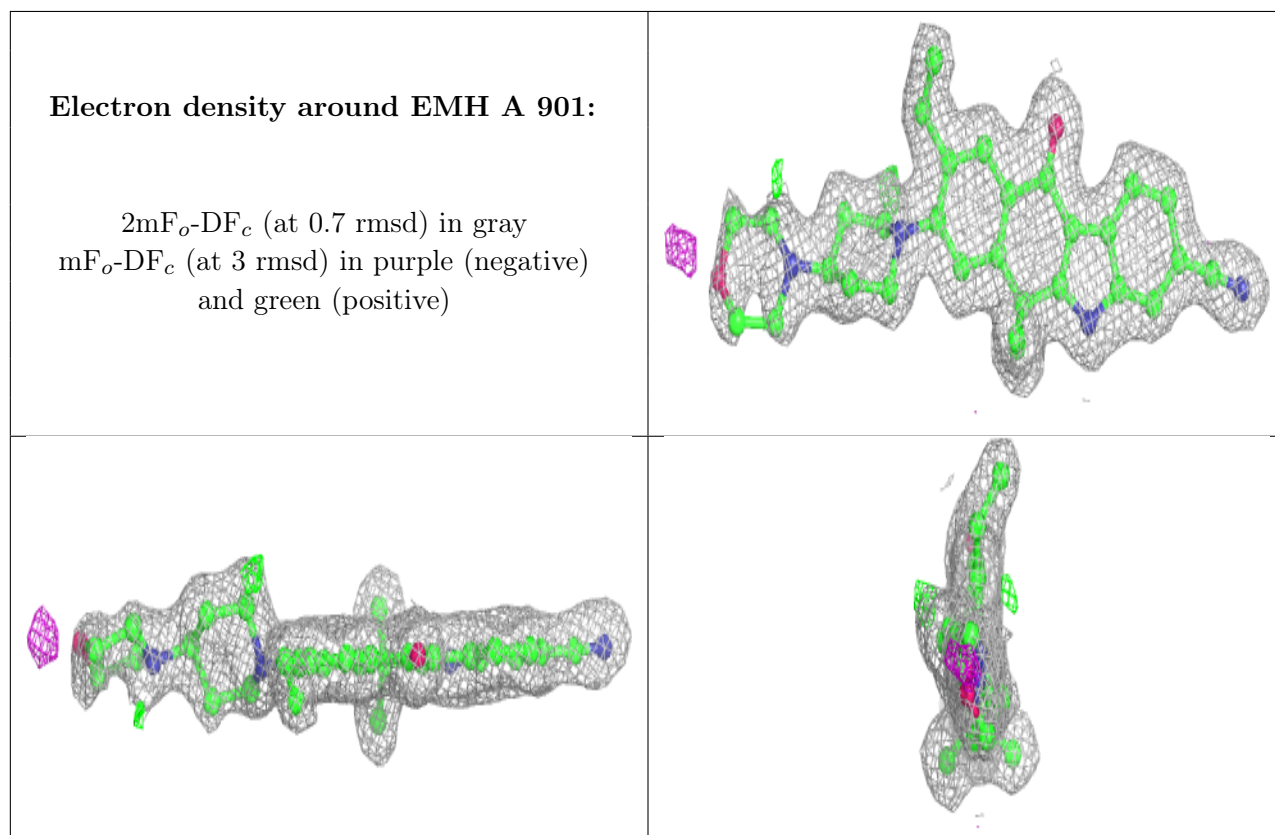 Electron density around EMH A 901:
2mFo-DFc (at 0.7 rmsd) in gray
mFo-DFc (at 3 rmsd) in purple (negative)
and green (positive)